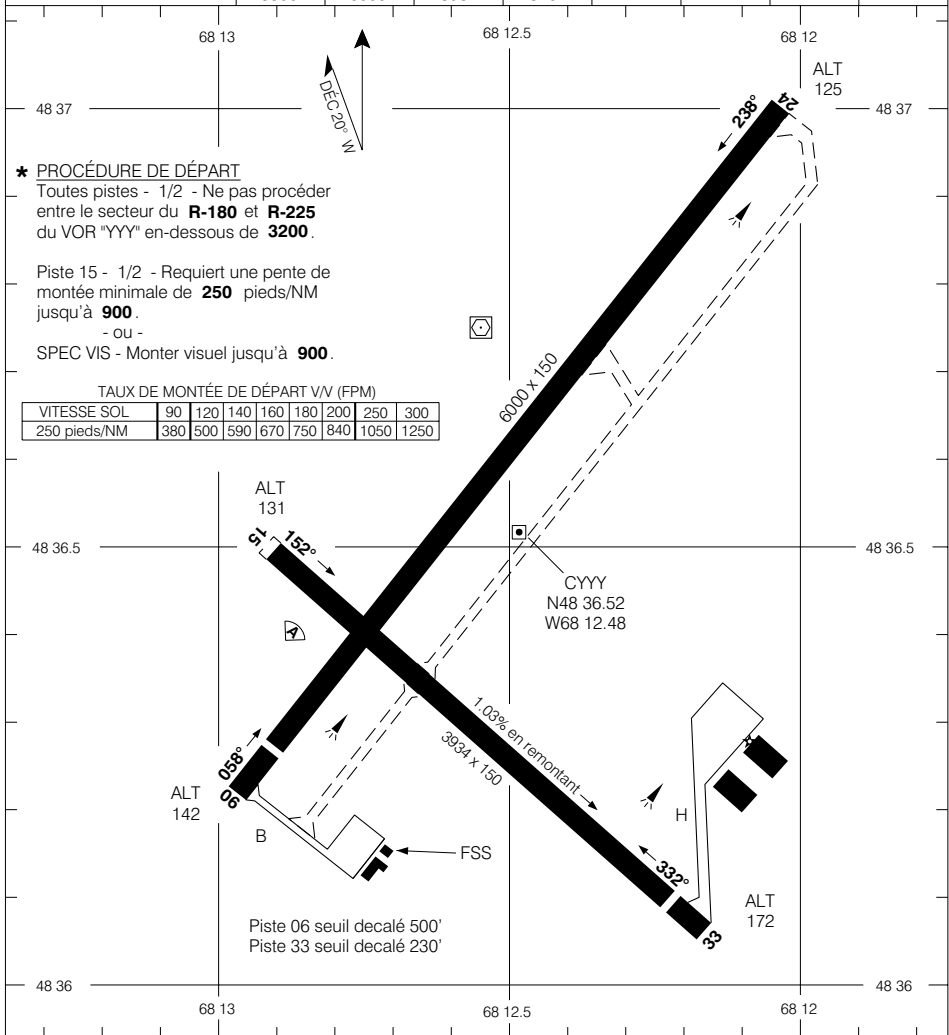 68 13
68 12.5
68 12
ALT
125
DÉC 20° W
48 37
48 37
24
238°
* PROCÉDURE DE DÉPART
Toutes pistes - 1/2 - Ne pas procéder
entre le secteur du R-180 et R-225
du VOR "YYY" en-dessous de 3200.
Piste 15 - 1/2 - Requiert une pente de
montée minimale de 250 pieds/NM
jusqu'à 900.
- ou -
SPEC VIS - Monter visuel jusqu'à 900.
TAUX DE MONTÉE DE DÉPART V/V (FPM)
VITESSE SOL 90 120 140 160 180 200 250 300
250 pieds/NM 380 500 590 670 750 840 1050 1250
6000 x 150
ALT
131
15
152°
48 36.5
48 36.5
CYYY
N48 36.52
W68 12.48
A
1.03% en remontant
3934 x 150
058°
06
ALT
142
B
H
FSS
332°
33
ALT
172
Piste 06 seuil decalé 500'
Piste 33 seuil decalé 230'
48 36
48 36
68 13
68 12.5
68 12